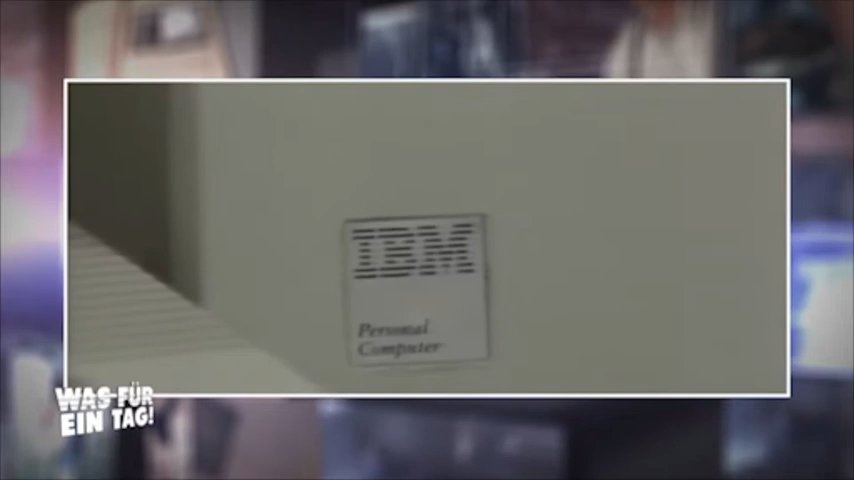 IBM
Personal
Computer
WAS FÜR
EIN TAG!